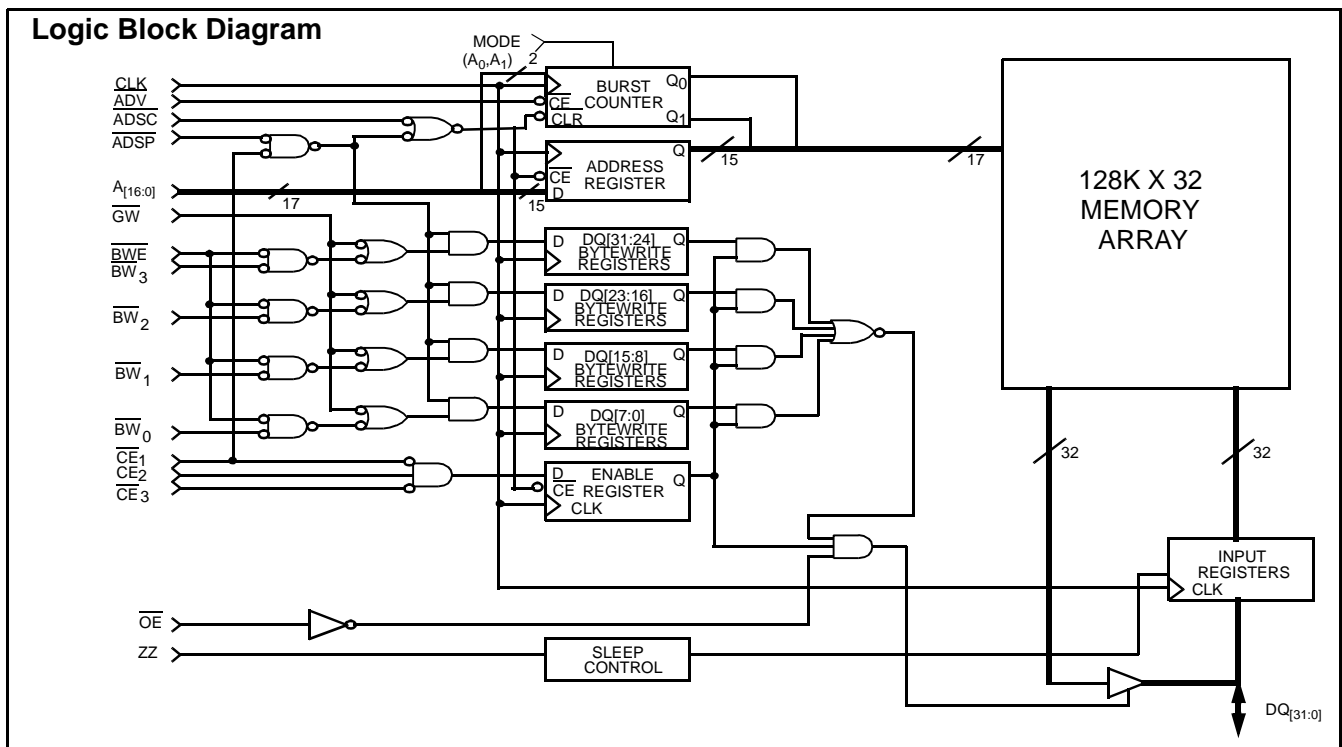 Logic Block Diagram
MODE
(A0,A1)
2
CLK
ADV
ADSC
ADSP
A[16:0]
17
GW
BWE
BW3
BW2
BW1
BW0
CE1
CE2
CE3
OE
ZZ
BURST
COUNTER
Q0
CE
CLR
Q1
ADDRESS
REGISTER
Q
CE
D
15
15
17
D
DQ[31:24]
BYTEWRITE
REGISTERS
Q
D
DQ[23:16]
BYTEWRITE
REGISTERS
Q
D
DQ[15:8]
BYTEWRITE
REGISTERS
Q
D
DQ[7:0]
BYTEWRITE
REGISTERS
Q
D
ENABLE
CE
REGISTER
Q
CLK
SLEEP
CONTROL
128K X 32
MEMORY
ARRAY
32
32
INPUT
REGISTERS
CLK
DQ[31:0]